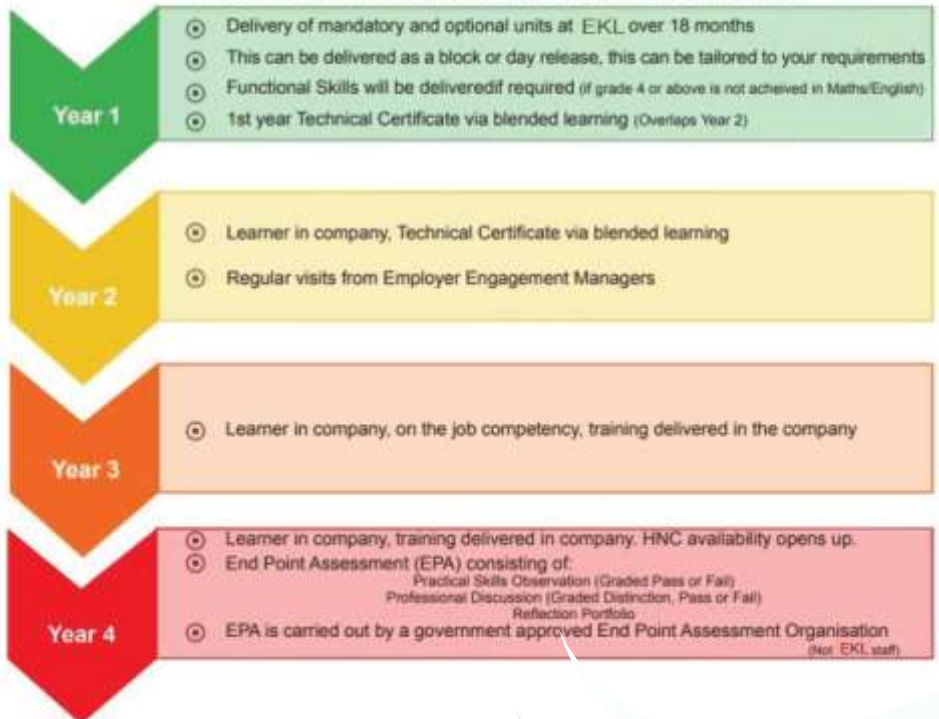 Year 1
Delivery of mandatory and optional units at EKL over 18 months
This can be delivered as a block or day release, this can be tailored to your requirements
Functional Skills will be deliveredif required (if grade 4 or above is not acheived in Maths/English)
1st year Technical Certificate via blended learning (Overlaps Year 2)
Year 2
Learner in company, Technical Certificate via blended learning
Regular visits from Employer Engagement Managers
Year 3
Learner in company, on the job competency, training delivered in the company
Year 4
Learner in company, training delivered in company. HNC availability opens up.
End Point Assessment (EPA) consisting of:
Practical Skills Observation (Graded Pass or Fail)
Professional Discussion (Graded Distinction, Pass or Fail)
Reflection Portfolio
EPA is carried out by a government approved End Point Assessment Organisation
(Not EKL staff)